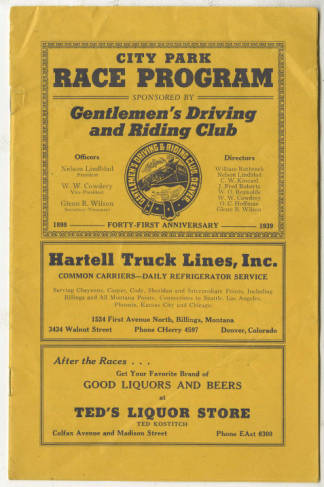 CITY PARK
RACE PROGRAM
SPONSORED BY
Gentlemen's Driving
and Riding Club
Officers
Nelson Lindblad
President
W. W. Cowdery
Vice-President
Glenn R. Wilson
Secretary-Treasurer
GENTLEMEN'S DRIVING & RIDING CLUB DENVER
Directors
Nelson Lindblad
C. W. Kincaid
J. Fred Roberts
W. O. Reynolds
W. W. Cowdery
O. C. Hoffman
Glenn R. Wilson
1898 FORTY-FIRST ANNIVERSARY 1939
Hartell Truck Lines, Inc.
COMMON CARRIERS—DAILY REFRIGERATOR SERVICE
Serving Cheyenne, Casper, Cody, Sheridan and Intermediate Points, Including
Billings and All Montana Points. Connections to Seattle, Los Angeles,
Phoenix, Kansas City and Chicago.
1524 First Avenue North, Billings, Montana
3434 Walnut Street Phone CHerry 4597 Denver, Colorado
After the Races . . .
Get Your Favorite Brand of
GOOD LIQUORS AND BEERS
at
TED'S LIQUOR STORE
TED KOSTITCH
Colfax Avenue and Madison Street Phone EAst 6300